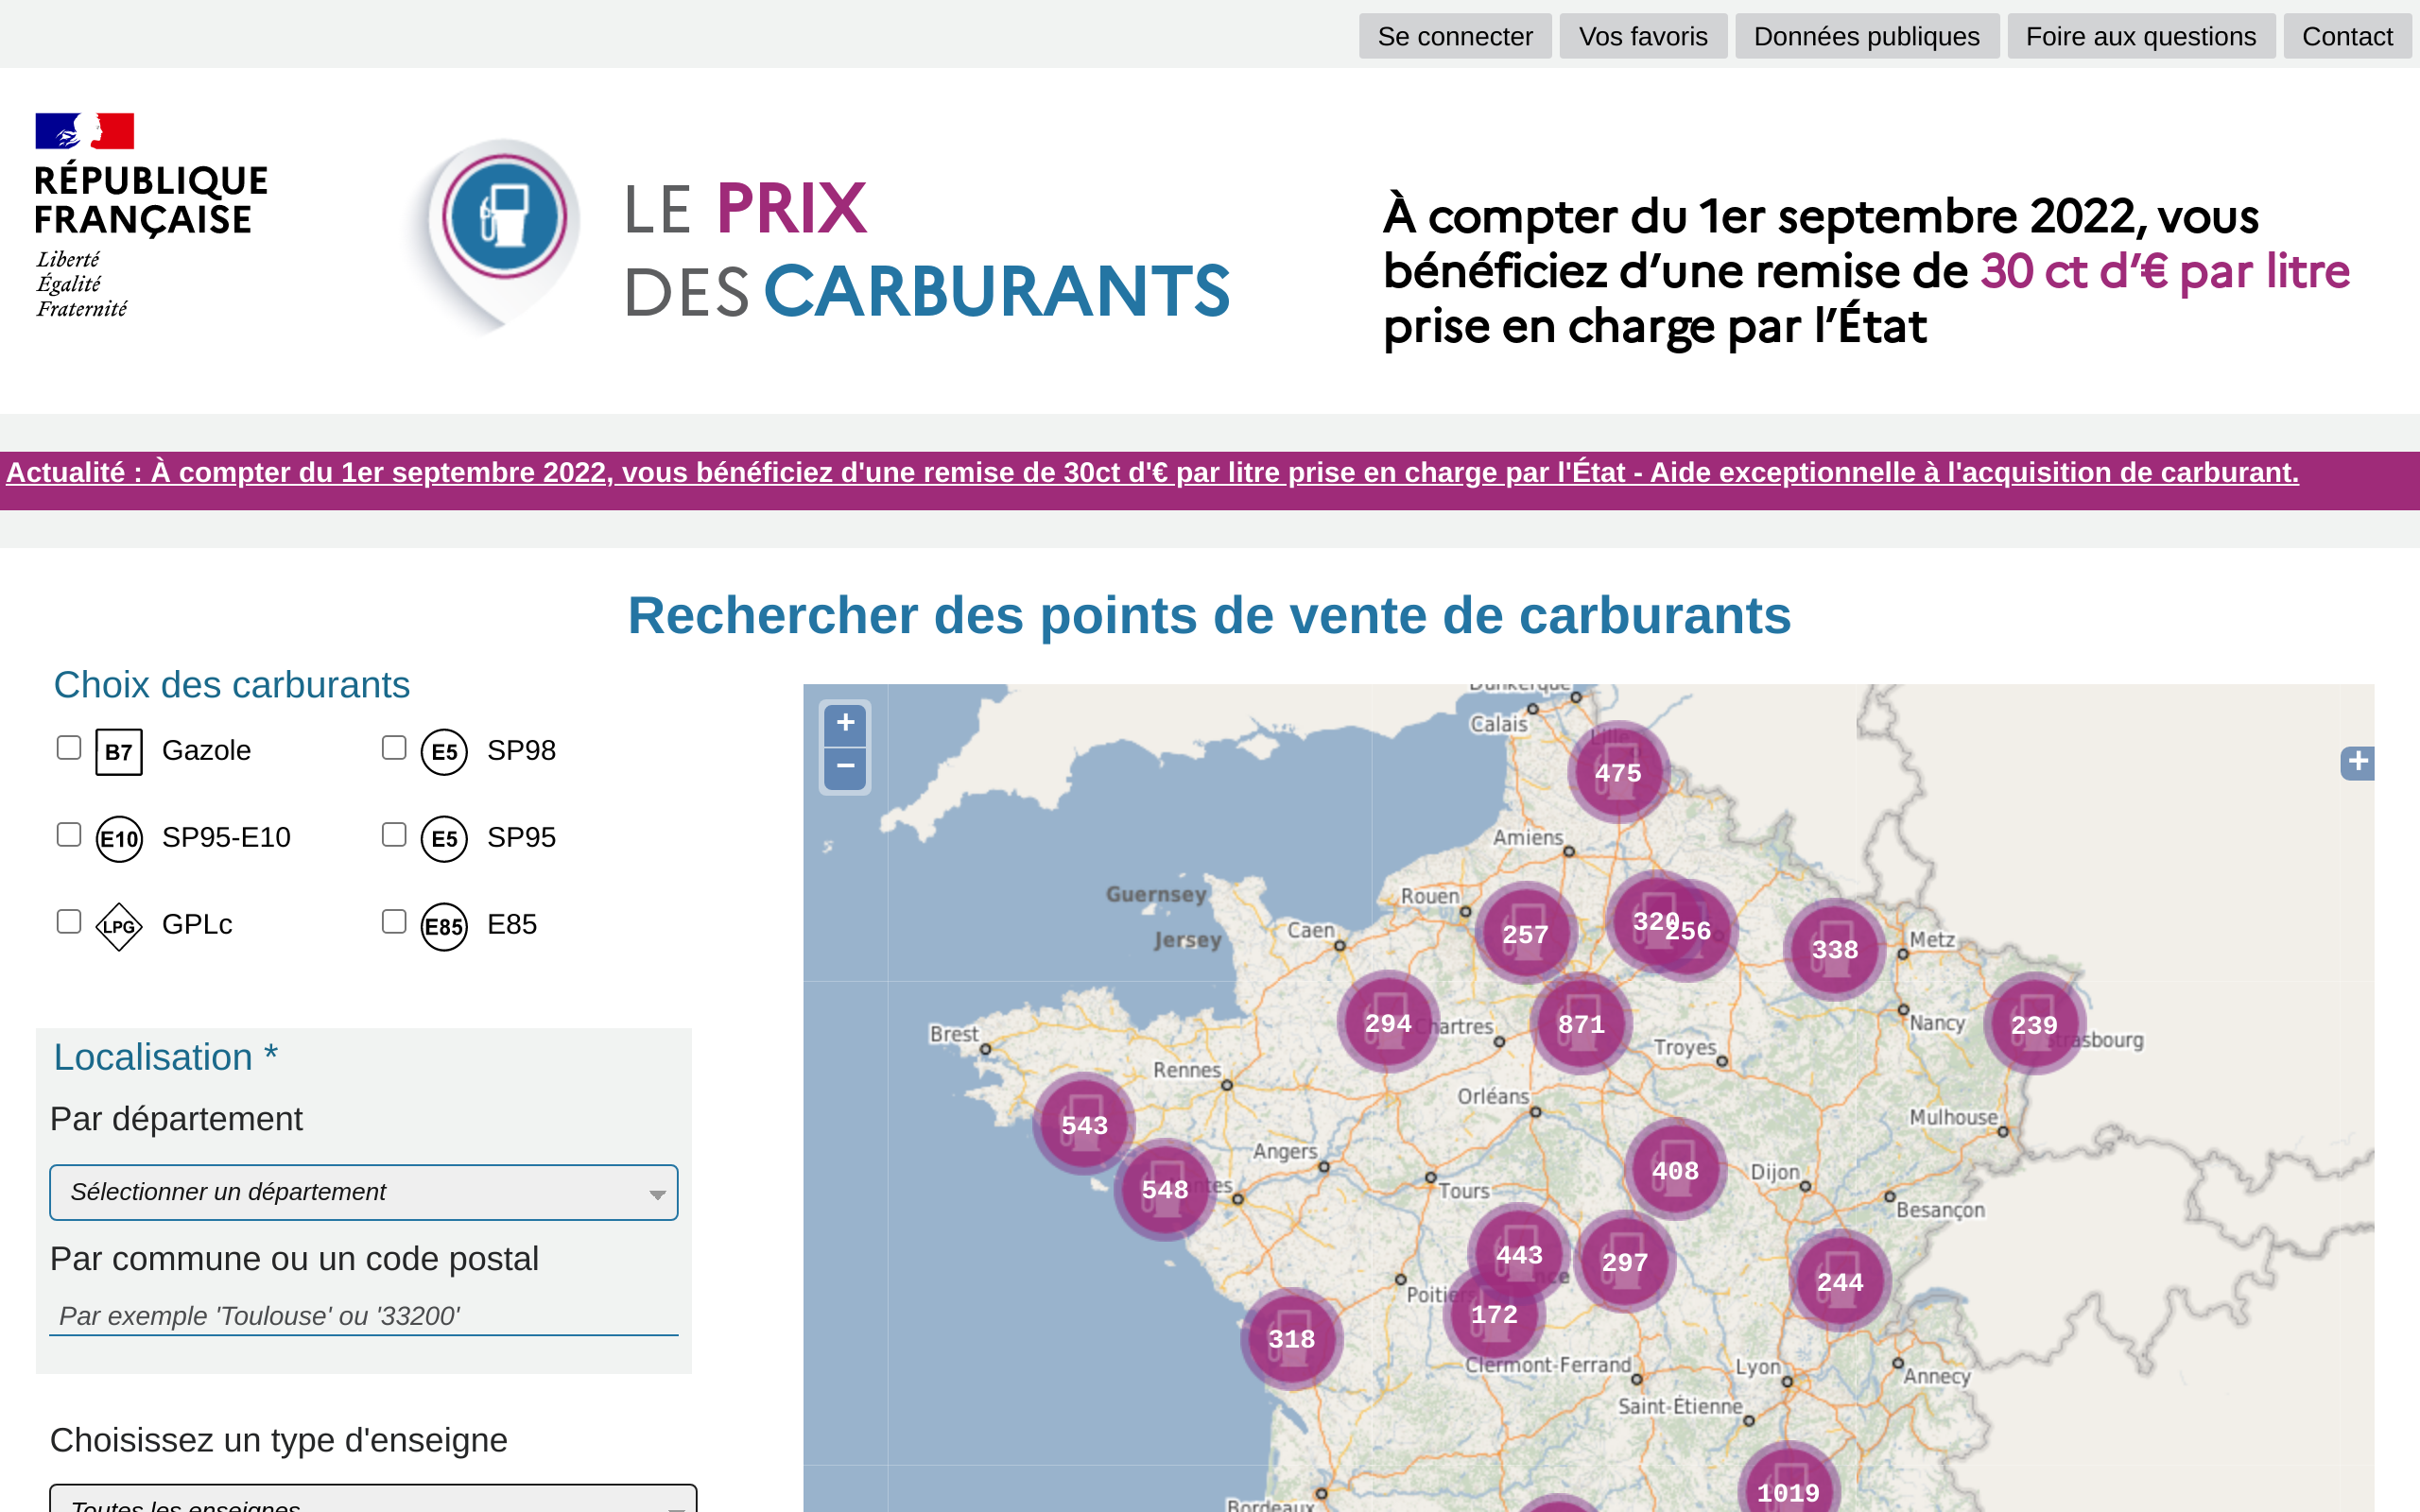 Se connecter Vos favoris Données publiques Foire aux questions Contact
RÉPUBLIQUE
FRANÇAISE
Liberté
Égalité
Fraternité
LE PRIX
DES CARBURANTS
À compter du 1er septembre 2022, vous
bénéficiez d’une remise de 30 ct d’€ par litre
prise en charge par l’État
Actualité : À compter du 1er septembre 2022, vous bénéficiez d'une remise de 30ct d'€ par litre prise en charge par l'État - Aide exceptionnelle à l'acquisition de carburant.
Rechercher des points de vente de carburants
Choix des carburants
B7 Gazole E5 SP98
E10 SP95-E10 E5 SP95
LPG GPLc E85 E85
Localisation *
Par département
Sélectionner un département
Par commune ou un code postal
Par exemple 'Toulouse' ou '33200'
Choisissez un type d'enseigne
Toutes les enseignes
+
−
+
Dunkerque
Calais
Lille
475
Amiens
Guernsey
Rouen
Jersey
Caen
257
320
256
338
Metz
294
Chartres
871
Nancy
239
Strasbourg
Brest
Troyes
Rennes
Orléans
543
Mulhouse
Angers
408
Dijon
548
Tours
Besançon
443
297
244
Poitiers
172
318
Clermont-Ferrand
Lyon
Annecy
Saint-Étienne
1019
Bordeaux